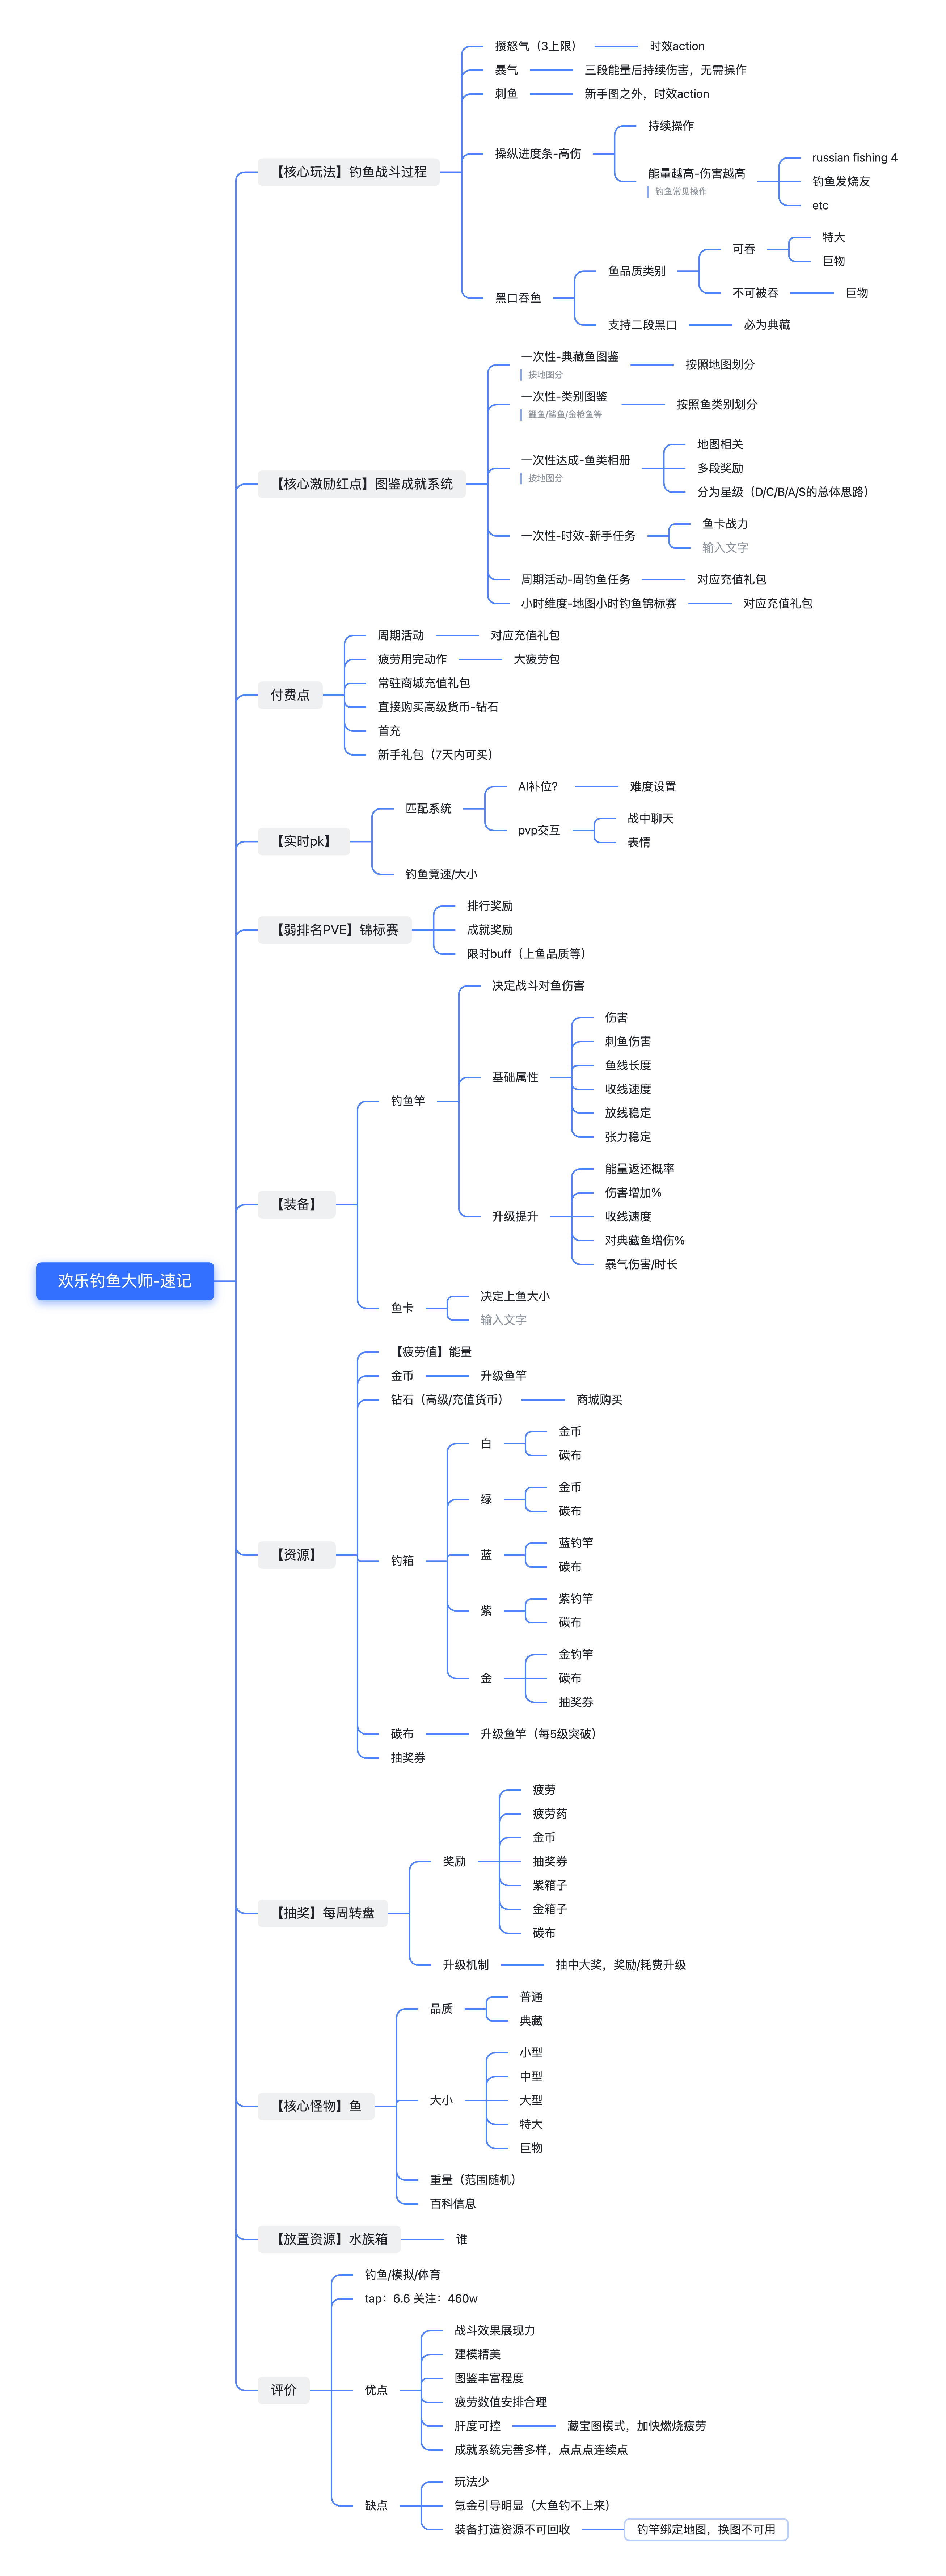 欢乐钓鱼大师-速记
【核心玩法】钓鱼战斗过程
攒怒气（3上限）
时效action
暴气
三段能量后持续伤害，无需操作
刺鱼
新手图之外，时效action
操纵进度条-高伤
持续操作
能量越高-伤害越高
钓鱼常见操作
russian fishing 4
钓鱼发烧友
etc
黑口吞鱼
鱼品质类别
可吞
特大
巨物
不可被吞
巨物
支持二段黑口
必为典藏
【核心激励红点】图鉴成就系统
一次性-典藏鱼图鉴
按地图分
按照地图划分
一次性-类别图鉴
鲤鱼/鲨鱼/金枪鱼等
按照鱼类别划分
一次性达成-鱼类相册
按地图分
地图相关
多段奖励
分为星级（D/C/B/A/S的总体思路）
一次性-时效-新手任务
鱼卡战力
输入文字
周期活动-周钓鱼任务
对应充值礼包
小时维度-地图小时钓鱼锦标赛
对应充值礼包
付费点
周期活动
对应充值礼包
疲劳用完动作
大疲劳包
常驻商城充值礼包
直接购买高级货币-钻石
首充
新手礼包（7天内可买）
【实时pk】
匹配系统
AI补位？
难度设置
pvp交互
战中聊天
表情
钓鱼竞速/大小
【弱排名PVE】锦标赛
排行奖励
成就奖励
限时buff（上鱼品质等）
【装备】
钓鱼竿
决定战斗对鱼伤害
基础属性
伤害
刺鱼伤害
鱼线长度
收线速度
放线稳定
张力稳定
升级提升
能量返还概率
伤害增加%
收线速度
对典藏鱼增伤%
暴气伤害/时长
鱼卡
决定上鱼大小
输入文字
【资源】
【疲劳值】能量
金币
升级鱼竿
钻石（高级/充值货币）
商城购买
钓箱
白
金币
碳布
绿
金币
碳布
蓝
蓝钓竿
碳布
紫
紫钓竿
碳布
金
金钓竿
碳布
抽奖券
碳布
升级鱼竿（每5级突破）
抽奖券
【抽奖】每周转盘
奖励
疲劳
疲劳药
金币
抽奖券
紫箱子
金箱子
碳布
升级机制
抽中大奖，奖励/耗费升级
【核心怪物】鱼
品质
普通
典藏
大小
小型
中型
大型
特大
巨物
重量（范围随机）
百科信息
【放置资源】水族箱
谁
评价
钓鱼/模拟/体育
tap：6.6 关注：460w
优点
战斗效果展现力
建模精美
图鉴丰富程度
疲劳数值安排合理
肝度可控
藏宝图模式，加快燃烧疲劳
成就系统完善多样，点点点连续点
缺点
玩法少
氪金引导明显（大鱼钓不上来）
装备打造资源不可回收
钓竿绑定地图，换图不可用